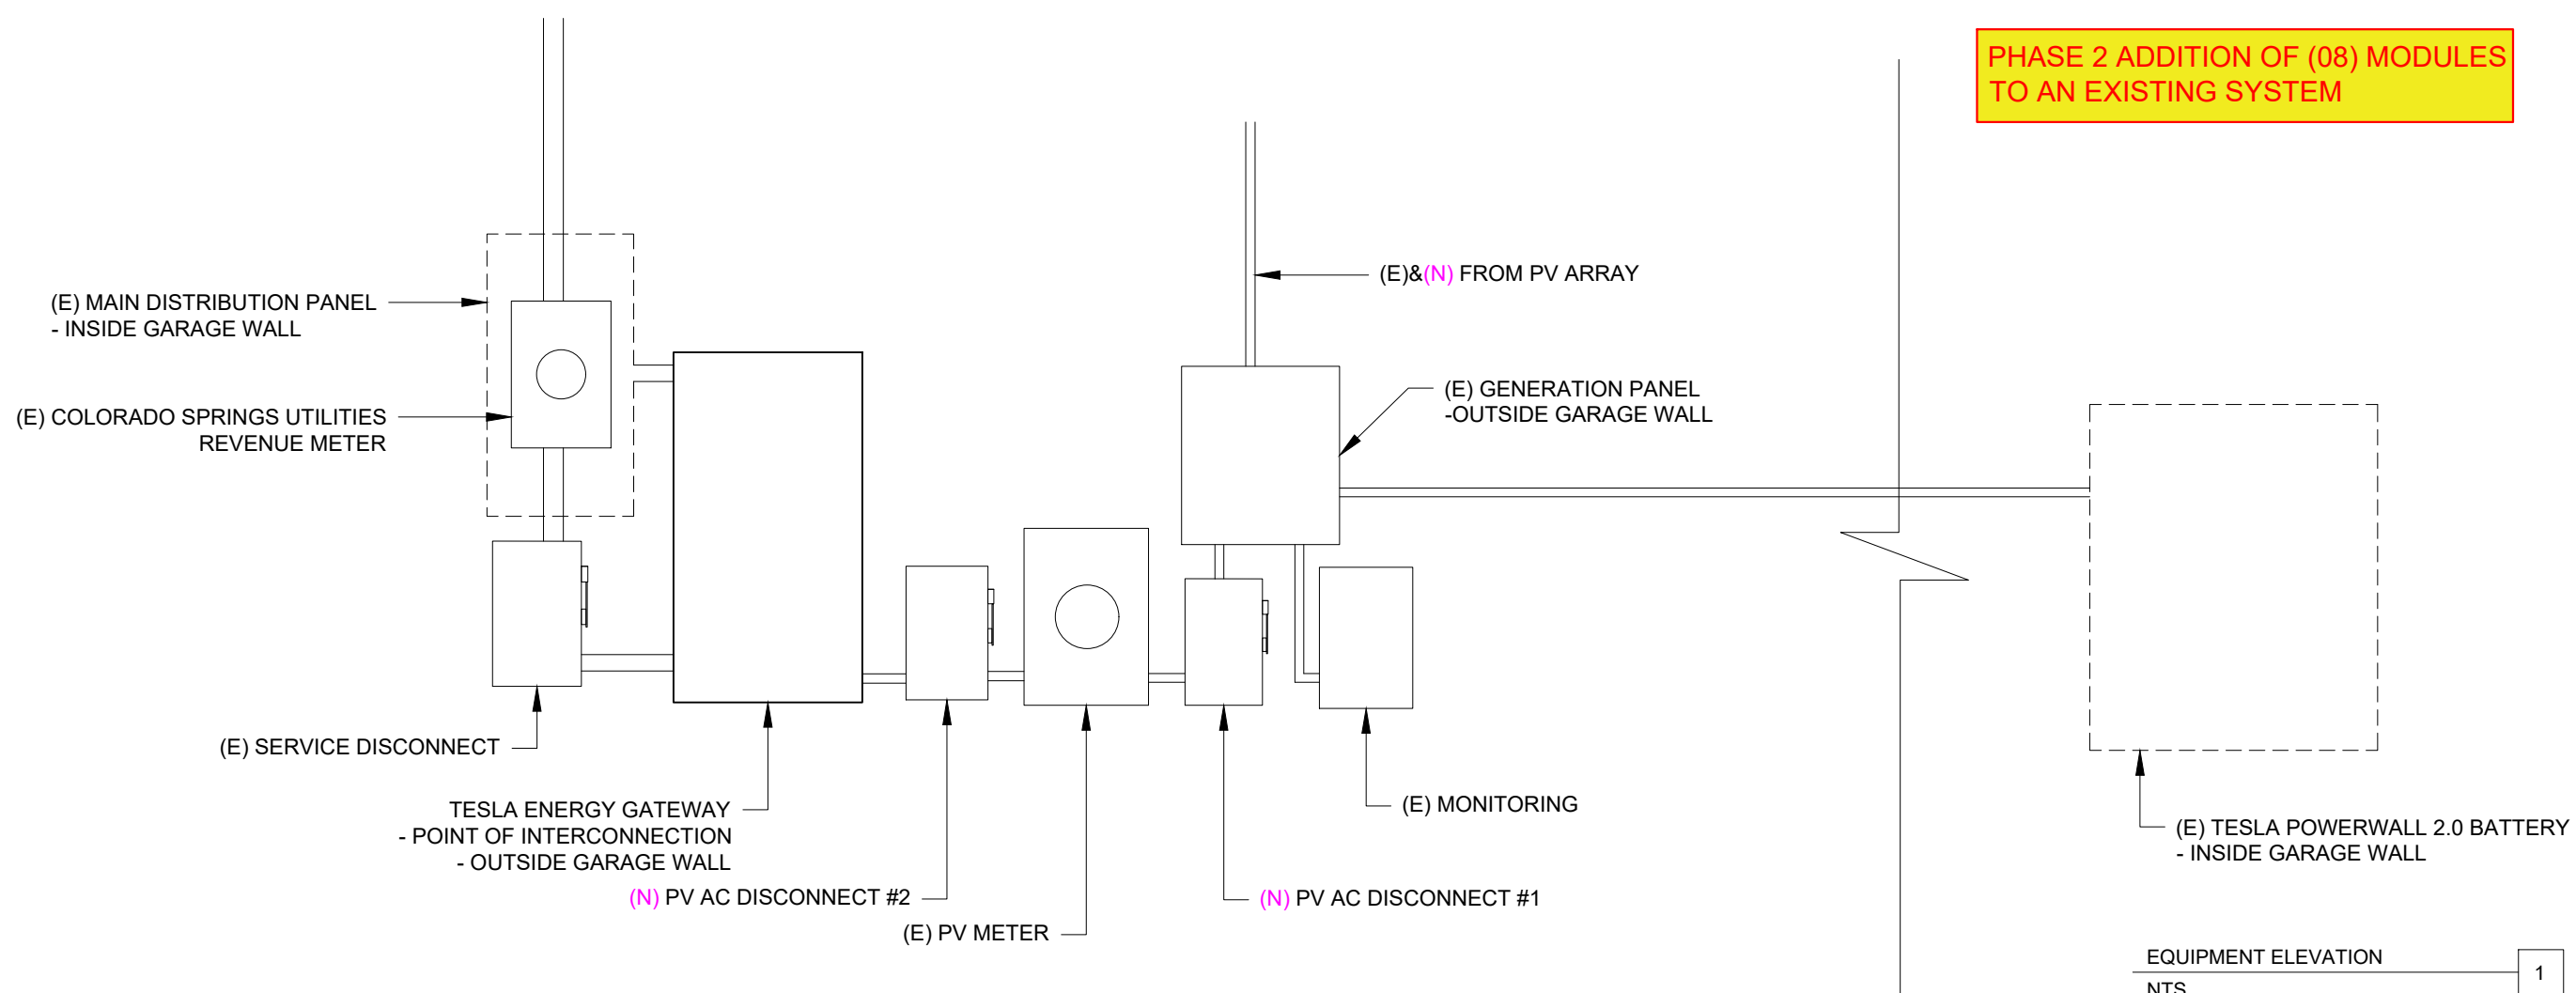 PHASE 2 ADDITION OF (08) MODULES
TO AN EXISTING SYSTEM
(E)&(N) FROM PV ARRAY
(E) MAIN DISTRIBUTION PANEL
- INSIDE GARAGE WALL
(E) GENERATION PANEL
-OUTSIDE GARAGE WALL
(E) COLORADO SPRINGS UTILITIES
REVENUE METER
(E) SERVICE DISCONNECT
TESLA ENERGY GATEWAY
- POINT OF INTERCONNECTION
- OUTSIDE GARAGE WALL
(E) MONITORING
(E) TESLA POWERWALL 2.0 BATTERY
- INSIDE GARAGE WALL
(N) PV AC DISCONNECT #2
(N) PV AC DISCONNECT #1
(E) PV METER
EQUIPMENT ELEVATION
1
NTS